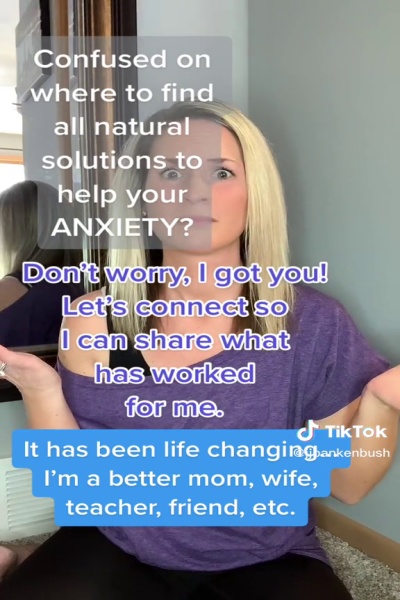 Confused on
where to find
all natural
solutions to
help your
ANXIETY?
Don't worry, I got you!
Let's connect so
I can share what
has worked
for me.
TikTok
It has been life changing...
I'm a better mom, wife,
teacher, friend, etc.